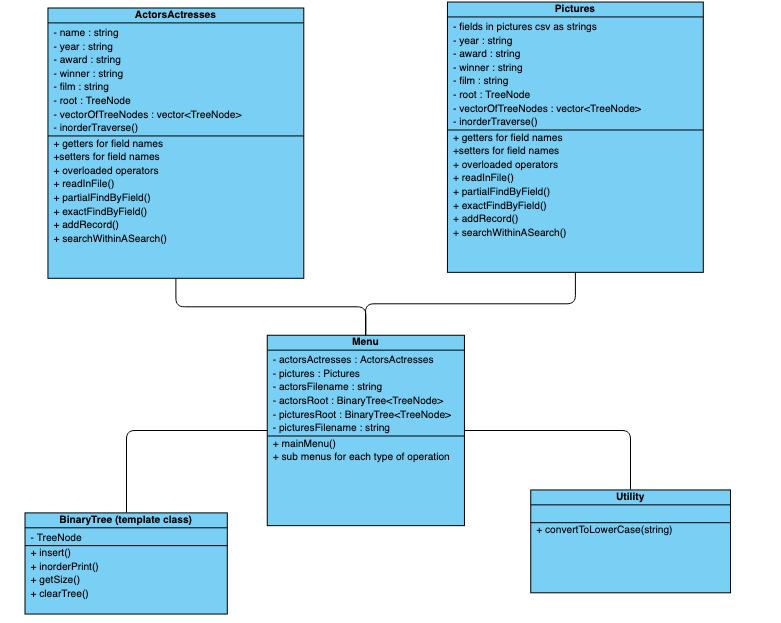 ActorsActresses
- name : string
- year : string
- award : string
- winner : string
- film : string
- root : TreeNode
- vectorOfTreeNodes : vector<TreeNode>
- inorderTraverse()
+ getters for field names
+setters for field names
+ overloaded operators
+ readInFile()
+ partialFindByField()
+ exactFindByField()
+ addRecord()
+ searchWithinASearch()
Pictures
- fields in pictures csv as strings
- year : string
- award : string
- winner : string
- film : string
- root : TreeNode
- vectorOfTreeNodes : vector<TreeNode>
- inorderTraverse()
+ getters for field names
+setters for field names
+ overloaded operators
+ readInFile()
+ partialFindByField()
+ exactFindByField()
+ addRecord()
+ searchWithinASearch()
Menu
- actorsActresses : ActorsActresses
- pictures : Pictures
- actorsFilename : string
- actorsRoot : BinaryTree<TreeNode>
- picturesRoot : BinaryTree<TreeNode>
- picturesFilename : string
+ mainMenu()
+ sub menus for each type of operation
BinaryTree (template class)
- TreeNode
+ insert()
+ inorderPrint()
+ getSize()
+ clearTree()
Utility
+ convertToLowerCase(string)